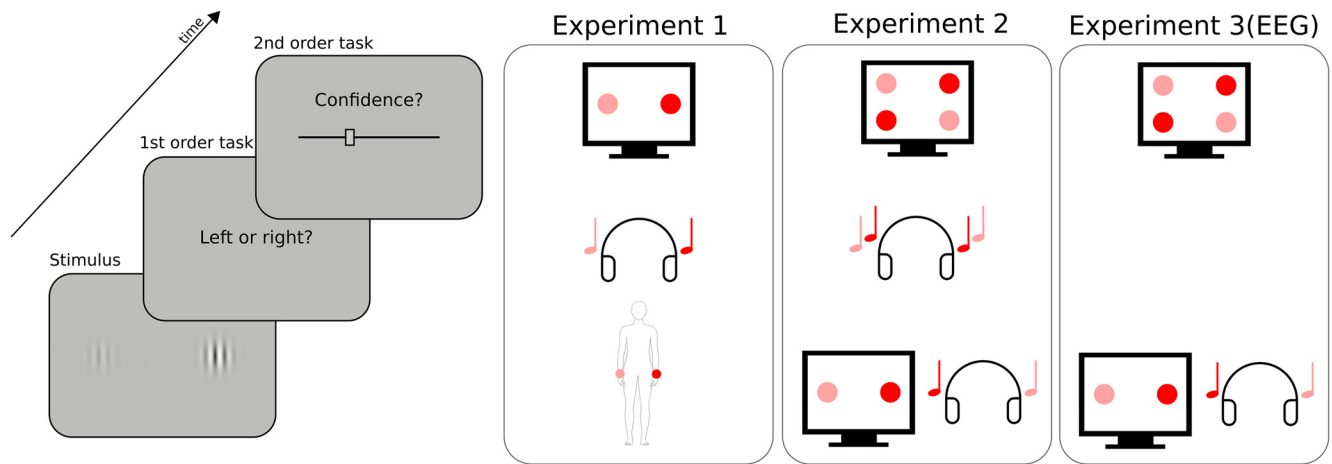 time
2nd order task
Confidence?
1st order task
Left or right?
Stimulus
Experiment 1
Experiment 2
Experiment 3(EEG)